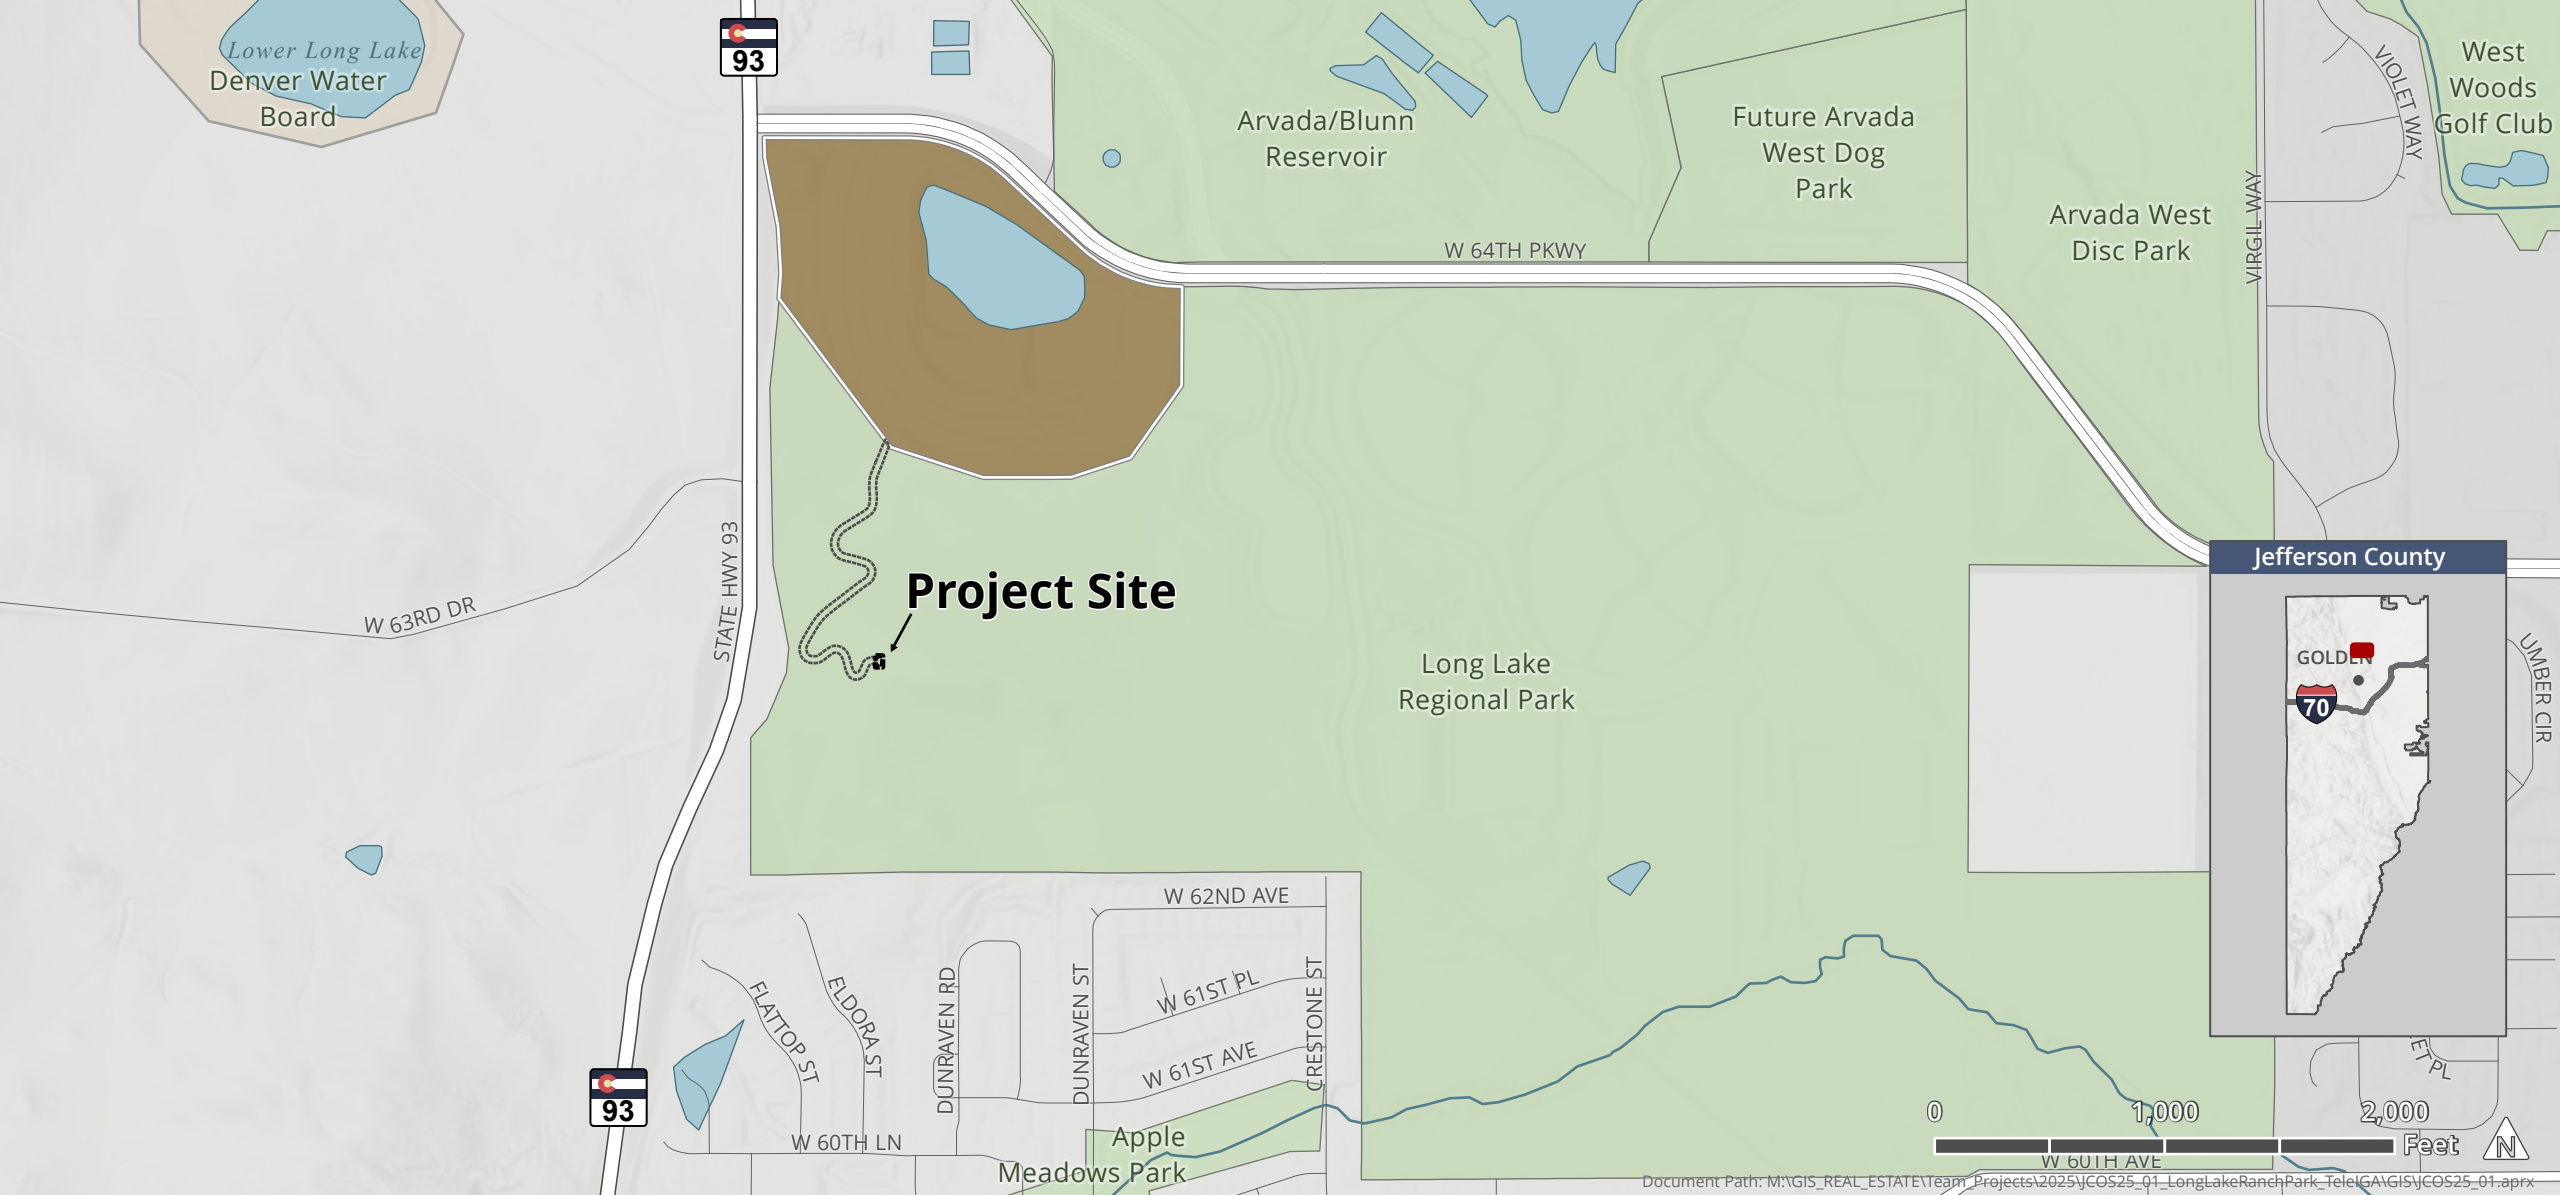 Lower Long Lake
Denver Water
Board
93
Arvada/Blunn
Reservoir
Future Arvada
West Dog
Park
Arvada West
Disc Park
VIRGIL WAY
VIOLET WAY
West
Woods
Golf Club
W 64TH PKWY
STATE HWY 93
W 63RD DR
Project Site
Long Lake
Regional Park
Jefferson County
GOLDEN
70
UMBER CIR
W 62ND AVE
FLATTOP ST
ELDORA ST
DUNRAVEN RD
DUNRAVEN ST
W 61ST PL
W 61ST AVE
CRESTONE ST
93
W 60TH LN
Apple
Meadows Park
ET PL
0 1,000 2,000
Feet
N
W 60TH AVE
Document Path: M:\GIS_REAL_ESTATE\Team_Projects\2025\JCOS25_01_LongLakeRanchPark_TeleIGA\GIS\JCOS25_01.aprx